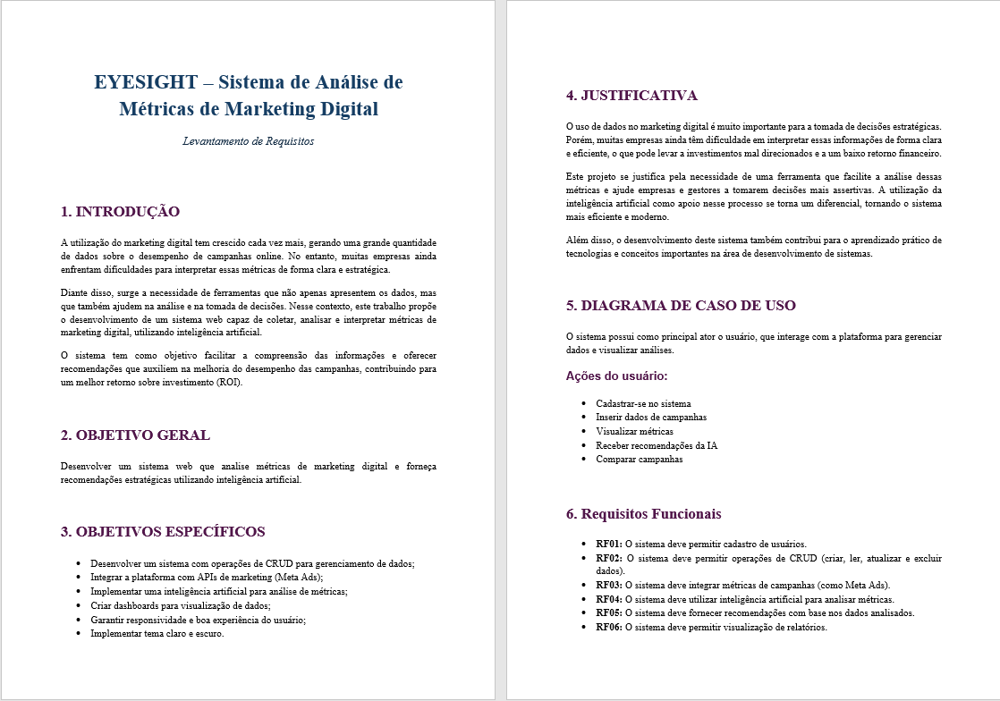 EYESIGHT – Sistema de Análise de
Métricas de Marketing Digital
Levantamento de Requisitos
1. INTRODUÇÃO
A utilização do marketing digital tem crescido cada vez mais, gerando uma grande quantidade
de dados sobre o desempenho de campanhas online. No entanto, muitas empresas ainda
enfrentam dificuldades para interpretar essas métricas de forma clara e estratégica.
Diante disso, surge a necessidade de ferramentas que não apenas apresentem os dados, mas
que também ajudem na análise e na tomada de decisões. Nesse contexto, este trabalho propõe
o desenvolvimento de um sistema web capaz de coletar, analisar e interpretar métricas de
marketing digital, utilizando inteligência artificial.
O sistema tem como objetivo facilitar a compreensão das informações e oferecer
recomendações que auxiliem na melhoria do desempenho das campanhas, contribuindo para
um melhor retorno sobre investimento (ROI).
2. OBJETIVO GERAL
Desenvolver um sistema web que analise métricas de marketing digital e forneça
recomendações estratégicas utilizando inteligência artificial.
3. OBJETIVOS ESPECÍFICOS
• Desenvolver um sistema com operações de CRUD para gerenciamento de dados;
• Integrar a plataforma com APIs de marketing (Meta Ads);
• Implementar uma inteligência artificial para análise de métricas;
• Criar dashboards para visualização de dados;
• Garantir responsividade e boa experiência do usuário;
• Implementar tema claro e escuro.
4. JUSTIFICATIVA
O uso de dados no marketing digital é muito importante para a tomada de decisões estratégicas.
Porém, muitas empresas ainda têm dificuldade em interpretar essas informações de forma clara
e eficiente, o que pode levar a investimentos mal direcionados e a um baixo retorno financeiro.
Este projeto se justifica pela necessidade de uma ferramenta que facilite a análise dessas
métricas e ajude empresas e gestores a tomarem decisões mais assertivas. A utilização da
inteligência artificial como apoio nesse processo se torna um diferencial, tornando o sistema
mais eficiente e moderno.
Além disso, o desenvolvimento deste sistema também contribui para o aprendizado prático de
tecnologias e conceitos importantes na área de desenvolvimento de sistemas.
5. DIAGRAMA DE CASO DE USO
O sistema possui como principal ator o usuário, que interage com a plataforma para gerenciar
dados e visualizar análises.
Ações do usuário:
• Cadastrar-se no sistema
• Inserir dados de campanhas
• Visualizar métricas
• Receber recomendações da IA
• Comparar campanhas
6. Requisitos Funcionais
• RF01: O sistema deve permitir cadastro de usuários.
• RF02: O sistema deve permitir operações de CRUD (criar, ler, atualizar e excluir
dados).
• RF03: O sistema deve integrar métricas de campanhas (como Meta Ads).
• RF04: O sistema deve utilizar inteligência artificial para analisar métricas.
• RF05: O sistema deve fornecer recomendações com base nos dados analisados.
• RF06: O sistema deve permitir visualização de relatórios.